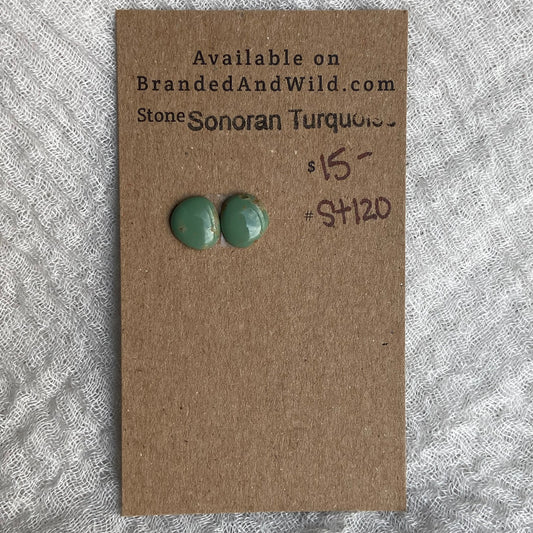 Available on
BrandedAndWild.com
Stone Sonoran Turquoise
$15-
# St120